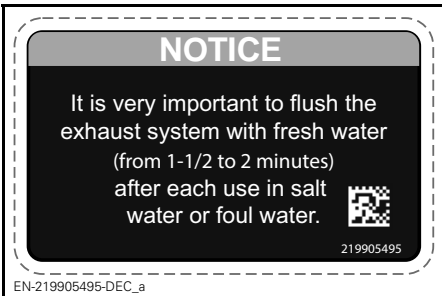 NOTICE
It is very important to flush the
exhaust system with fresh water
(from 1-1/2 to 2 minutes)
after each use in salt
water or foul water.
219905495
EN-219905495-DEC_a